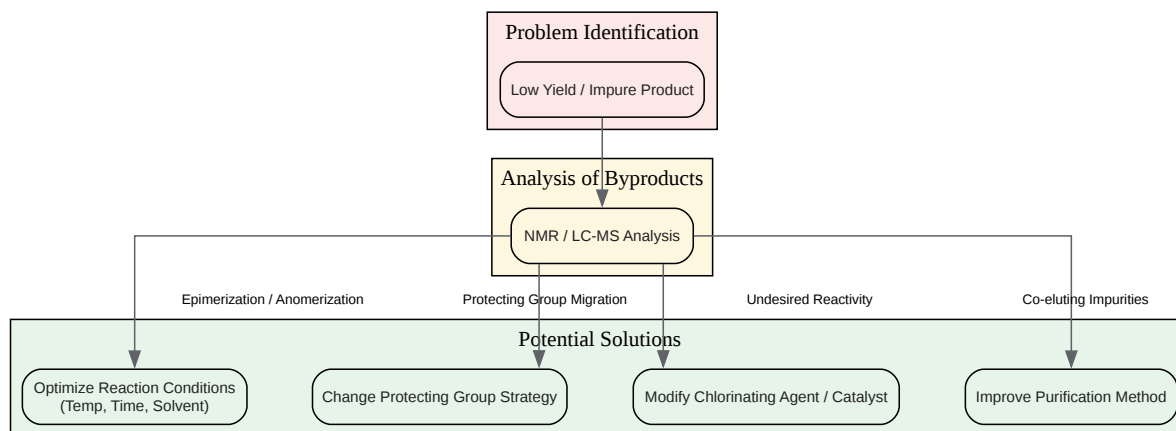 Problem Identification
Low Yield / Impure Product
Analysis of Byproducts
NMR / LC-MS Analysis
Epimerization / Anomerization
Protecting Group Migration
Undesired Reactivity
Co-eluting Impurities
Potential Solutions
Optimize Reaction Conditions
(Temp, Time, Solvent)
Change Protecting Group Strategy
Modify Chlorinating Agent / Catalyst
Improve Purification Method